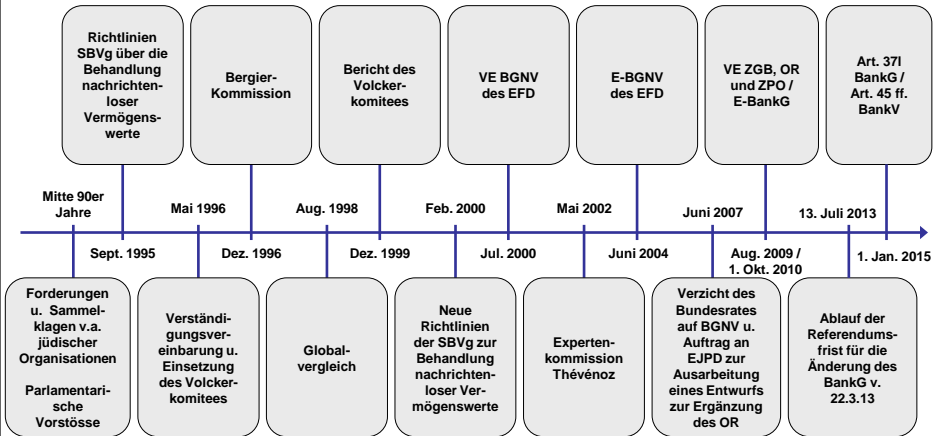 Richtlinien
SBVg über die
Behandlung
nachrichten-
loser
Vermögens-
werte
Bergier-
Kommission
Bericht des
Volcker-
komitees
VE BGNV
des EFD
E-BGNV
des EFD
VE ZGB, OR
und ZPO /
E-BankG
Art. 37l
BankG /
Art. 45 ff.
BankV
Mitte 90er
Jahre
Mai 1996
Aug. 1998
Feb. 2000
Mai 2002
Juni 2007
13. Juli 2013
Sept. 1995
Dez. 1996
Dez. 1999
Jul. 2000
Juni 2004
Aug. 2009 /
1. Okt. 2010
1. Jan. 2015
Forderungen
u. Sammel-
klagen v.a.
jüdischer
Organisationen
Parlamentari-
sche
Vorstösse
Verständi-
gungsver-
einbarung u.
Einsetzung
des Volcker-
komitees
Global-
vergleich
Neue
Richtlinien
der SBVg zur
Behandlung
nachrichten-
loser Ver-
mögenswerte
Experten-
kommission
Thévénoz
Verzicht des
Bundesrates
auf BGNV u.
Auftrag an
EJPD zur
Ausarbeitung
eines Entwurfs
zur Ergänzung
des OR
Ablauf der
Referendums-
frist für die
Änderung des
BankG v.
22.3.13